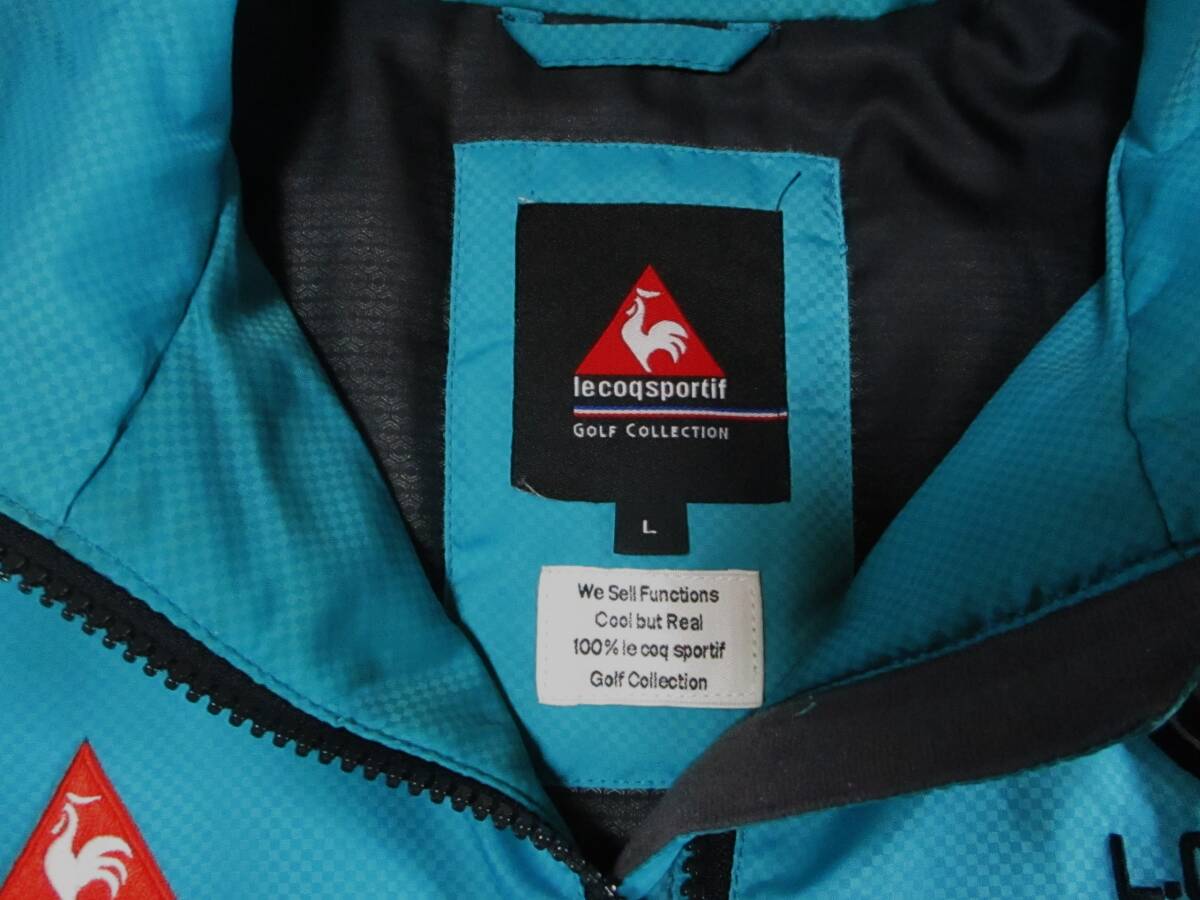 lecoqsportif
GOLF COLLECTION
L
We Sell Functions
Cool but Real
100% le coq sportif
Golf Collection